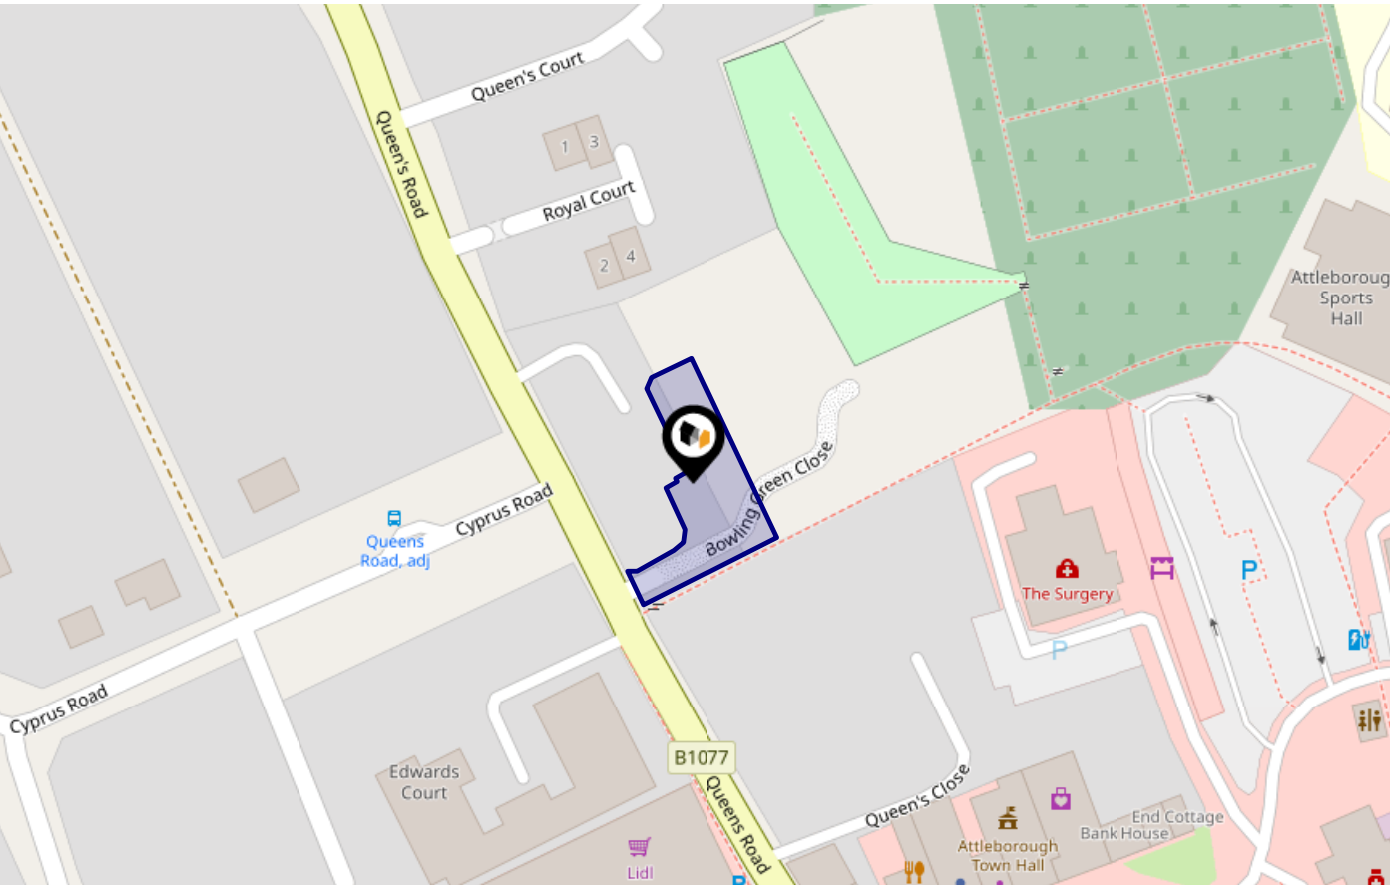 Queen's Court
Queen's Road
1
3
Royal Court
2
4
Attleboroug
Sports
Hall
Green Close
Bowling
Cyprus Road
Queens
Road, adj
The Surgery
P
P
Cyprus Road
B1077
Edwards
Court
Queens Road
Queen's Close
End Cottage
Bank House
Attleborough
Town Hall
Lidl
P